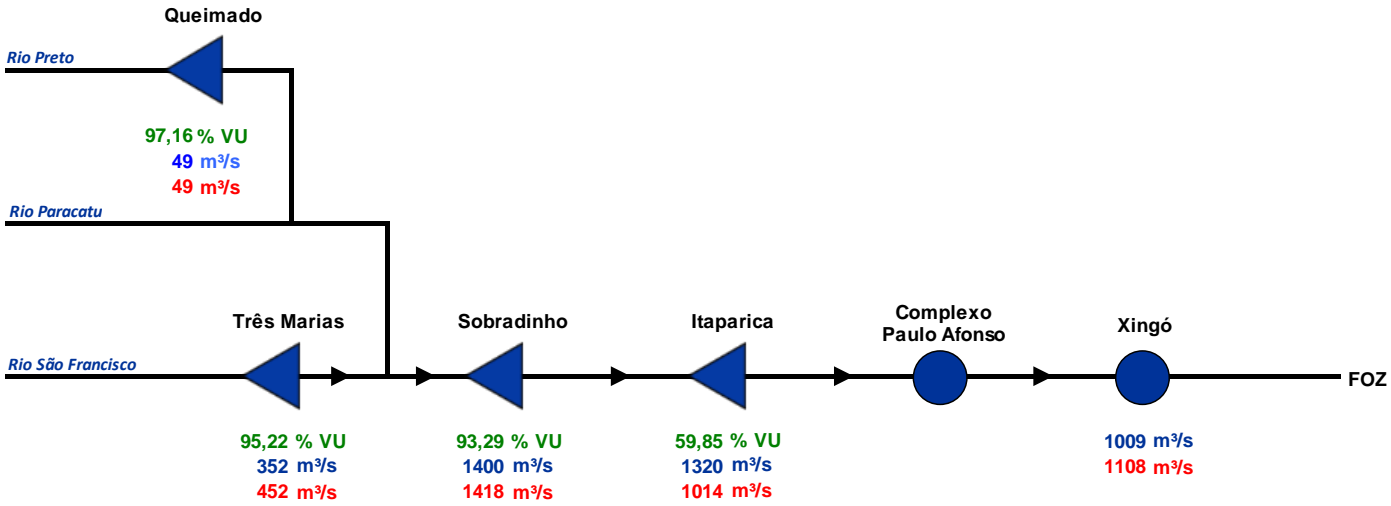 Queimado
Rio Preto
97,16 % VU
49 m³/s
49 m³/s
Rio Paracatu
Três Marias
Sobradinho
Itaparica
Complexo
Paulo Afonso
Xingó
Rio São Francisco
FOZ
95,22 % VU
352 m³/s
452 m³/s
93,29 % VU
1400 m³/s
1418 m³/s
59,85 % VU
1320 m³/s
1014 m³/s
1009 m³/s
1108 m³/s